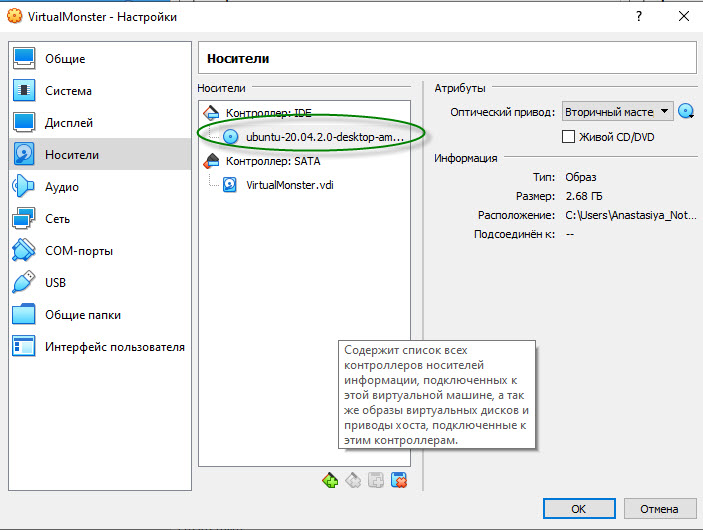 VirtualMonster - Настройки
?
Общие
Система
Дисплей
Носители
Аудио
Сеть
COM-порты
USB
Общие папки
Интерфейс пользователя
Носители
Носители
Контроллер: IDE
ubuntu-20.04.2.0-desktop-am...
Контроллер: SATA
VirtualMonster.vdi
Содержит список всех
контроллеров носителей
информации, подключенных к
этой виртуальной машине, а так
же образы виртуальных дисков и
приводы хоста, подключенные к
этим контроллерам.
Атрибуты
Оптический привод: Вторичный масте
Живой CD/DVD
Информация
Тип: Образ
Размер: 2.68 ГБ
Расположение: C:\Users\Anastasiya_Not...
Подсоединён к: --
OK
Отмена